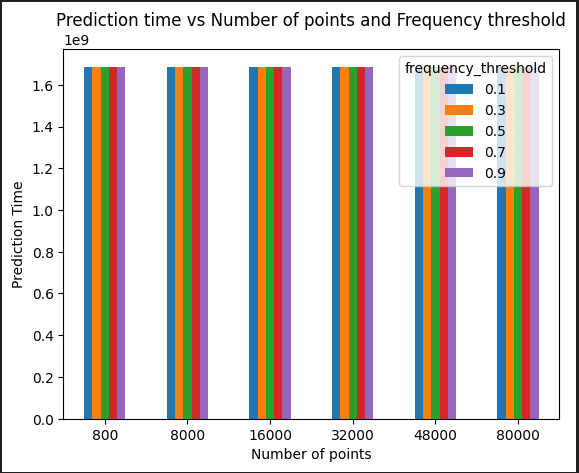 Prediction time vs Number of points and Frequency threshold
1e9
frequency_threshold
0.1
0.3
0.5
0.7
0.9
1.6
1.4
1.2
1.0
0.8
0.6
0.4
0.2
0.0
Prediction Time
800 8000 16000 32000 48000 80000
Number of points